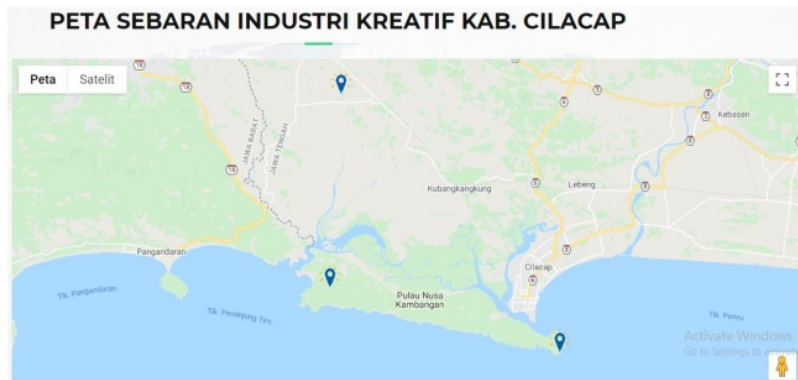 PETA SEBARAN INDUSTRI KREATIF KAB. CILACAP
Peta Satelit
JAWA BARAT
JAWA TENGAH
Kebasen
Kubangkangkung
Lebeng
Pangandaran
Cilacap
Tlk. Pangandaran
Pulau Nusa
Kambangan
Tlk. Penanjung Tim.
Tlk. Penyu
Activate Windows
Go to Settings to activate